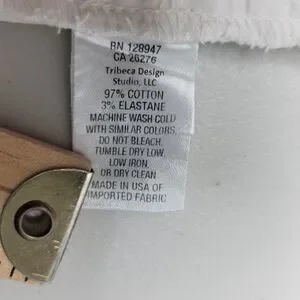 RN 128947
CA 26276
Tribeca Design
Studio, LLC
97% COTTON
3% ELASTANE
MACHINE WASH COLD
WITH SIMILAR COLORS,
DO NOT BLEACH,
TUMBLE DRY LOW,
LOW IRON,
OR DRY CLEAN
MADE IN USA OF
IMPORTED FABRIC